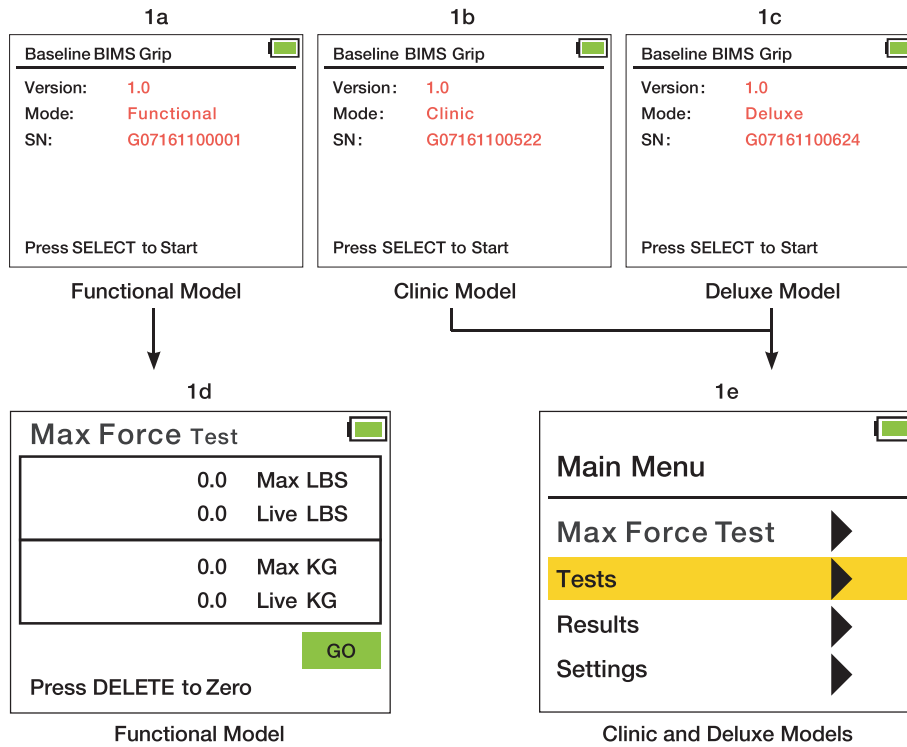 1a
Baseline BIMS Grip
Version: 1.0
Mode: Functional
SN: G07161100001
Press SELECT to Start
Functional Model
1b
Baseline BIMS Grip
Version: 1.0
Mode: Clinic
SN: G07161100522
Press SELECT to Start
Clinic Model
1c
Baseline BIMS Grip
Version: 1.0
Mode: Deluxe
SN: G07161100624
Press SELECT to Start
Deluxe Model
1d
Max Force Test
0.0 Max LBS
0.0 Live LBS
0.0 Max KG
0.0 Live KG
GO
Press DELETE to Zero
Functional Model
1e
Main Menu
Max Force Test
Tests
Results
Settings
Clinic and Deluxe Models